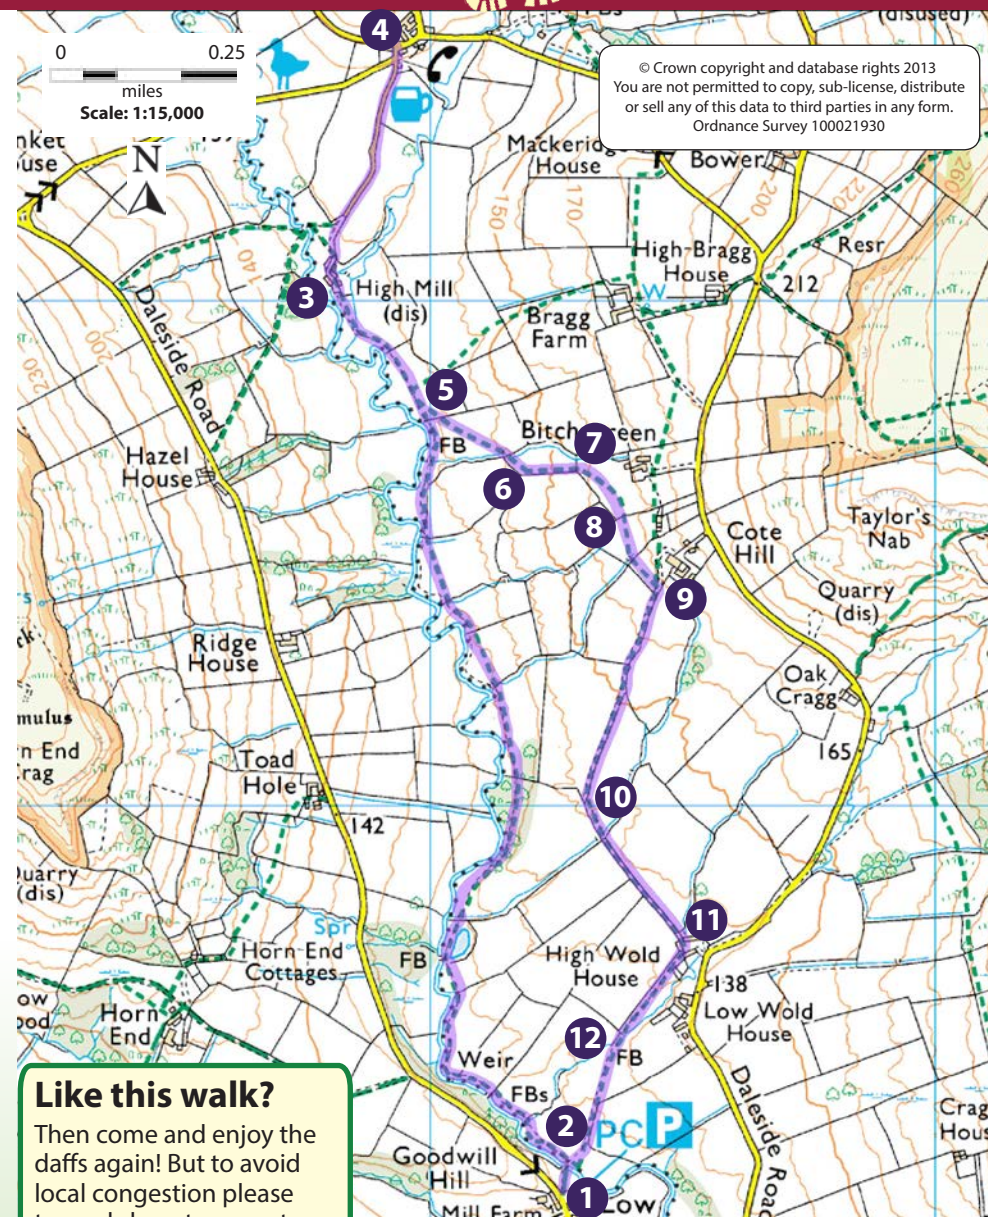 4
FBs
(disused)
0 0.25
miles
Scale: 1:15,000
© Crown copyright and database rights 2013
You are not permitted to copy, sub-license, distribute
or sell any of this data to third parties in any form.
Ordnance Survey 100021930
N
Mackerid
House
Bower
150
170
200
220
260
High Bragg
House
Resr
212
W
140
3
High Mill
(dis)
Bragg
Farm
Daleside Road
200
230
5
FB
7
6
8
Hazel
House
Cote
Hill
Taylor's
Nab
Quarry
(dis)
9
Ridge
House
Oak
Cragg
165
mulus
n End
rag
Toad
Hole
142
10
uarry
(dis)
Spr
Horn End
Cottages
FB
11
High Wold
House
138
Low Wold
House
Horn
End
12
FB
Weir
FBs
Daleside Road
2
PC P
Goodwill
Hill
Crag
Hous
1
Low
Mill Farm
Like this walk?
Then come and enjoy the
daffs again! But to avoid
local congestion please